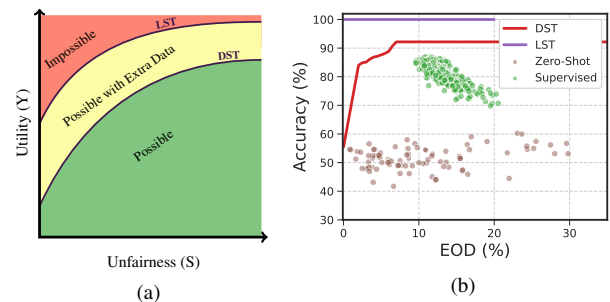 Utility (Y)
Impossible
LST
Possible with Extra Data
DST
Possible
Unfairness (S)
(a)
Accuracy (%)
100
90
80
70
60
50
40
30
0
10
20
30
EOD (%)
DST
LST
Zero-Shot
Supervised
(b)